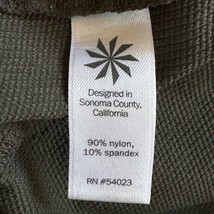 Designed in
Sonoma County,
California
90% nylon,
10% spandex
RN #54023